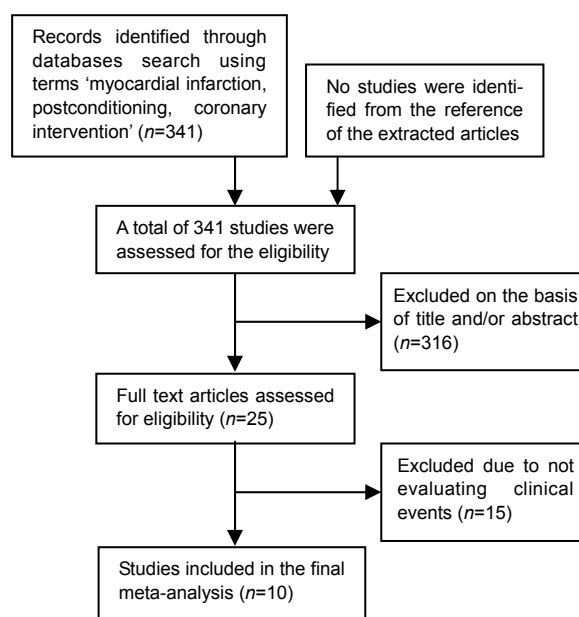 Records identified through
databases search using
terms ‘myocardial infarction,
postconditioning, coronary
intervention’ (n=341)
No studies were identi-
fied from the reference
of the extracted articles
A total of 341 studies were
assessed for the eligibility
Excluded on the basis
of title and/or abstract
(n=316)
Full text articles assessed
for eligibility (n=25)
Excluded due to not
evaluating clinical
events (n=15)
Studies included in the final
meta-analysis (n=10)